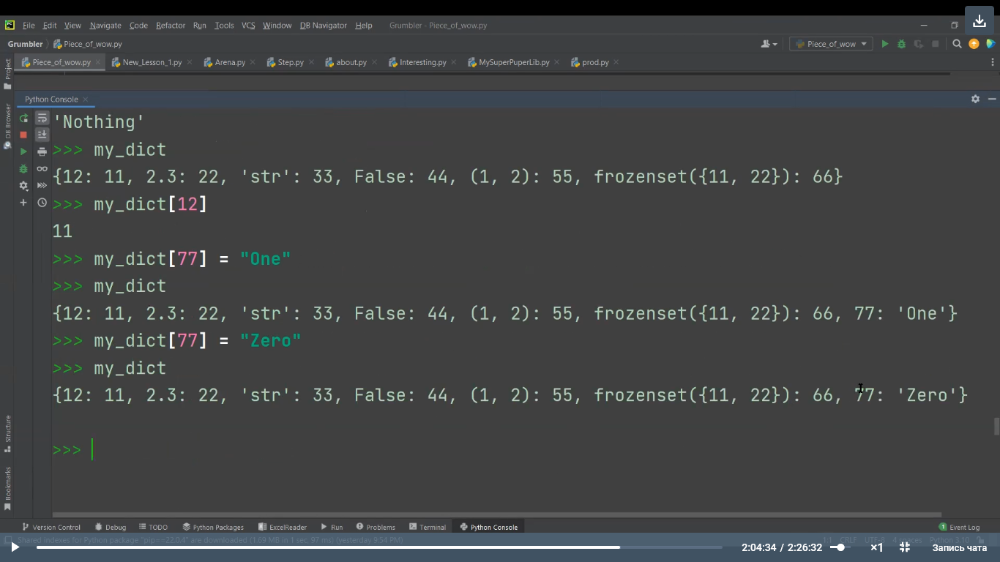 File Edit View Navigate Code Refactor Run Tools VCS Window DB Navigator Help Grumbler - Piece_of_wow.py
Grumbler Piece_of_wow.py Piece_of_wow
Piece_of_wow.py New_Lesson_1.py Arena.py Step.py about.py Interesting.py MySuperPuperLib.py prod.py
Project
DB Browser
Structure
Bookmarks
Python Console
'Nothing'
>>> my_dict
{12: 11, 2.3: 22, 'str': 33, False: 44, (1, 2): 55, frozenset({11, 22}): 66}
>>> my_dict[12]
11
>>> my_dict[77] = "One"
>>> my_dict
{12: 11, 2.3: 22, 'str': 33, False: 44, (1, 2): 55, frozenset({11, 22}): 66, 77: 'One'}
>>> my_dict[77] = "Zero"
>>> my_dict
{12: 11, 2.3: 22, 'str': 33, False: 44, (1, 2): 55, frozenset({11, 22}): 66, 77: 'Zero'}
>>>
Version Control Debug TODO Python Packages ExcelReader Run Problems Terminal Python Console 1 Event Log
Shared indexes for Python package "pip==22.0.4" are downloaded (1.69 MB in 1 sec, 97 ms) (yesterday 9:54 PM) 1:1 CRLF UTF-8 4 spaces Python 3.10
2:04:34 / 2:26:32 ×1 Запись чата